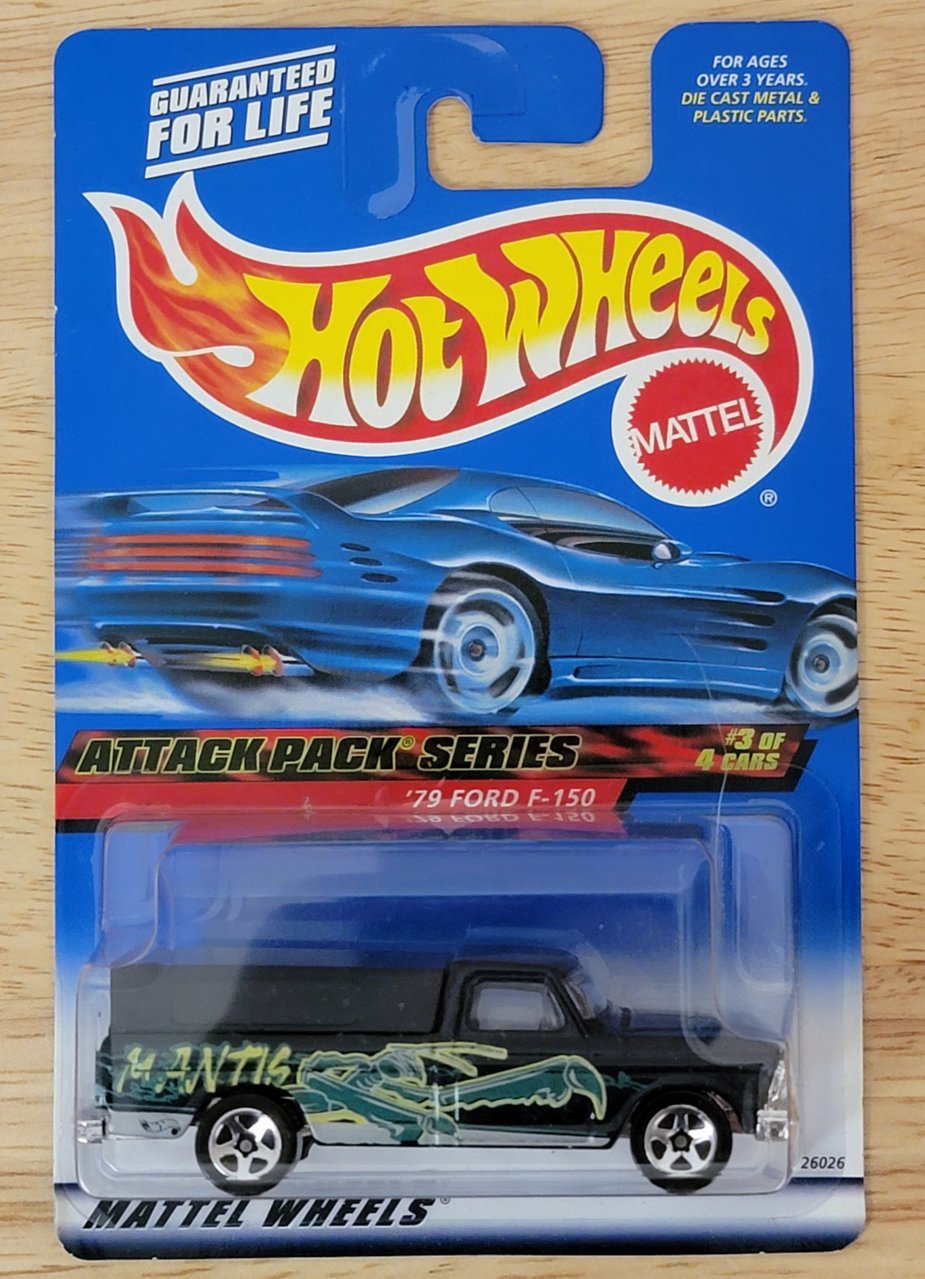 GUARANTEED
FOR LIFE
FOR AGES
OVER 3 YEARS.
DIE CAST METAL &
PLASTIC PARTS.
HOT WHEELS
MATTEL
®
ATTACK PACK® SERIES
#3 OF
4 CARS
'79 FORD F-150
MANTIS
26026
MATTEL WHEELS®